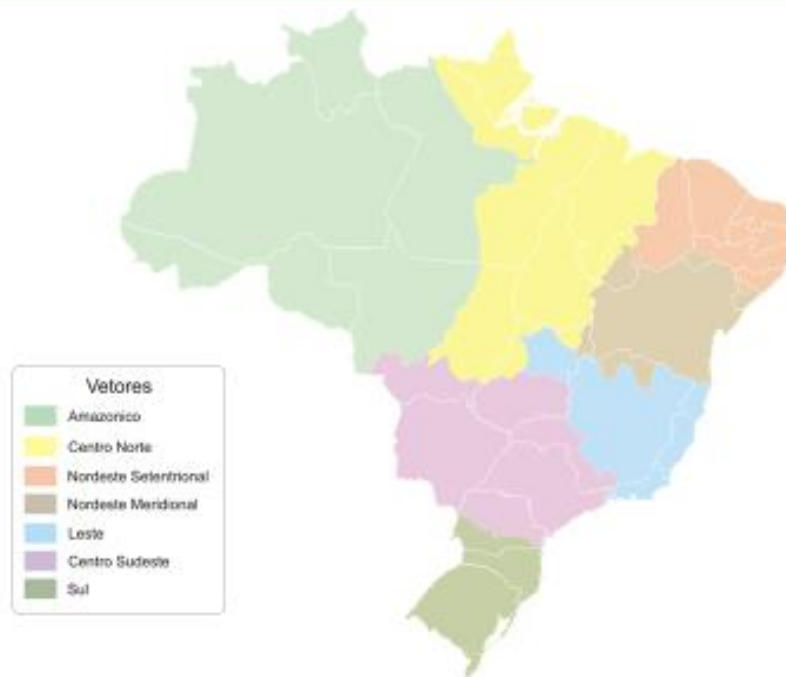 Vetores
Amazonico
Centro Norte
Nordeste Setentrional
Nordeste Meridional
Leste
Centro Sudeste
Sul